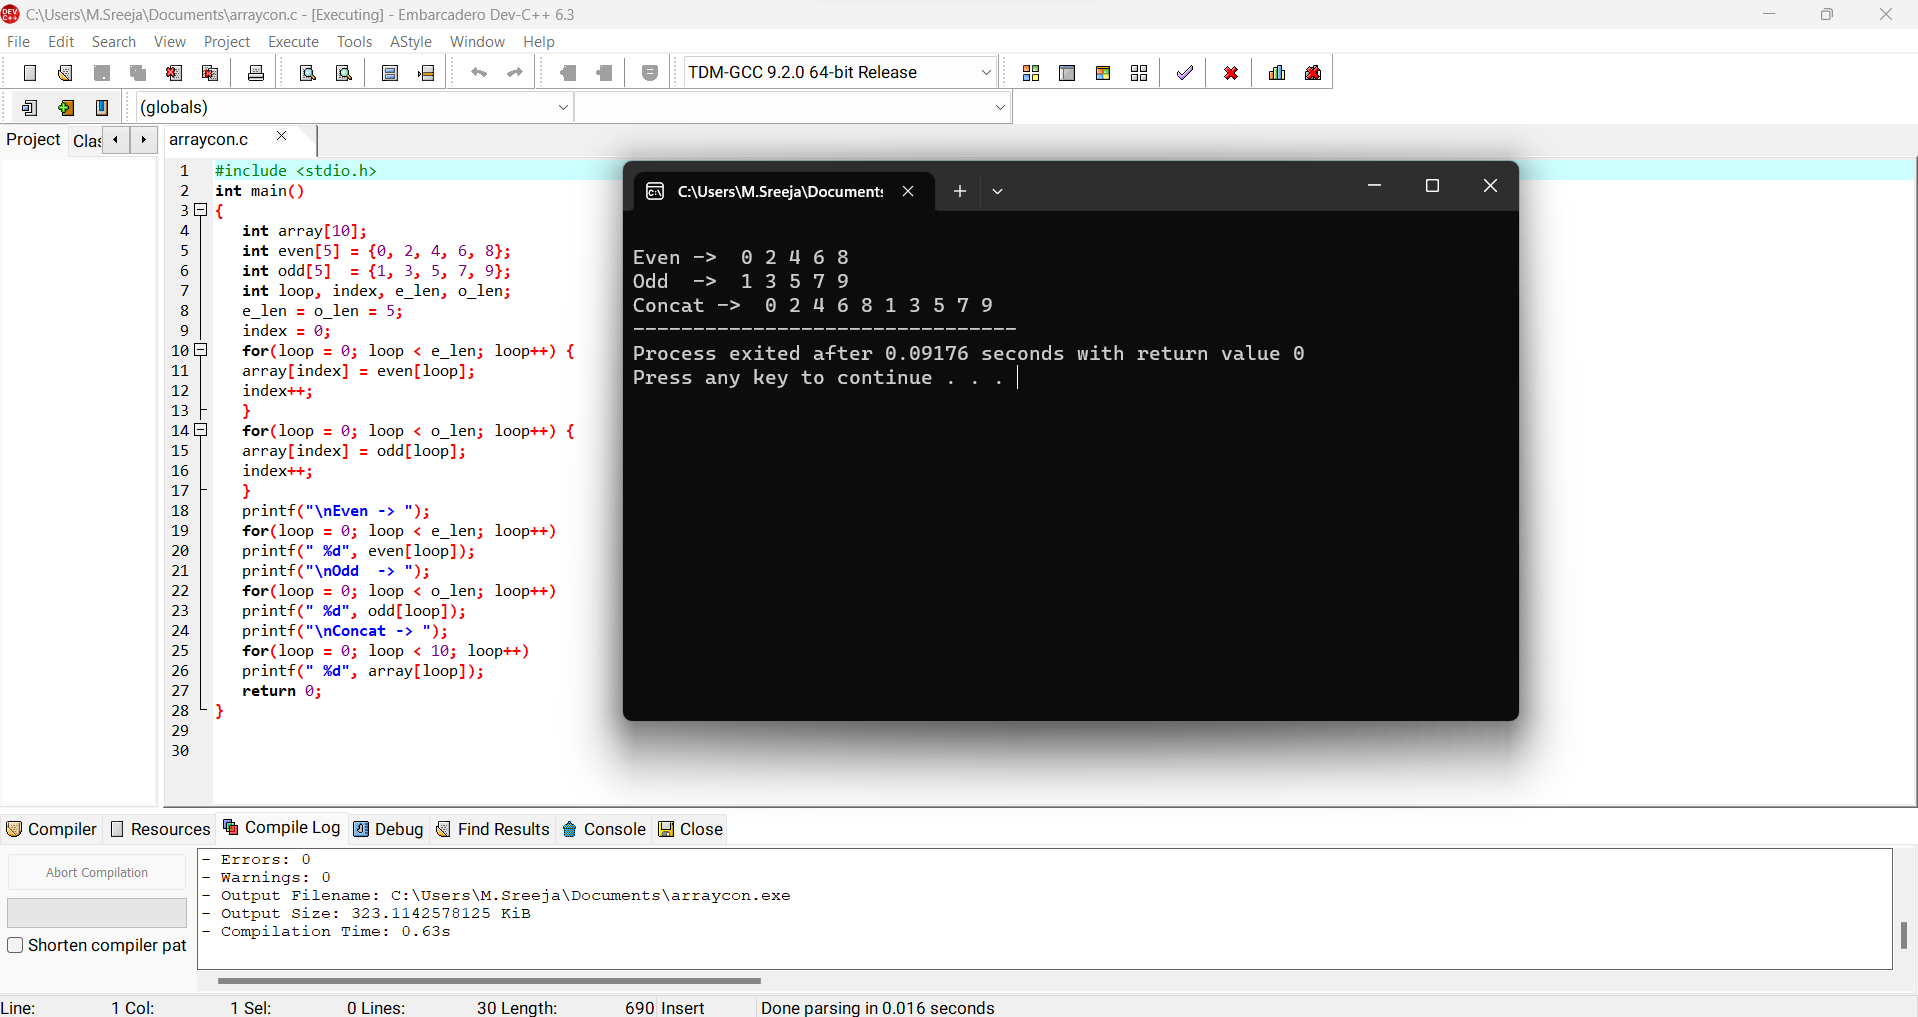 C:\Users\M.Sreeja\Documents\arraycon.c - [Executing] - Embarcadero Dev-C++ 6.3
File Edit Search View Project Execute Tools AStyle Window Help
TDM-GCC 9.2.0 64-bit Release
(globals)
Project Clas
arraycon.c
1 #include <stdio.h>
2 int main()
3 {
4 int array[10];
5 int even[5] = {0, 2, 4, 6, 8};
6 int odd[5]  = {1, 3, 5, 7, 9};
7 int loop, index, e_len, o_len;
8 e_len = o_len = 5;
9 index = 0;
10 for(loop = 0; loop < e_len; loop++) {
11 array[index] = even[loop];
12 index++;
13 }
14 for(loop = 0; loop < o_len; loop++) {
15 array[index] = odd[loop];
16 index++;
17 }
18 printf("\nEven -> ");
19 for(loop = 0; loop < e_len; loop++)
20 printf(" %d", even[loop]);
21 printf("\nOdd  -> ");
22 for(loop = 0; loop < o_len; loop++)
23 printf(" %d", odd[loop]);
24 printf("\nConcat -> ");
25 for(loop = 0; loop < 10; loop++)
26 printf(" %d", array[loop]);
27 return 0;
28 }
29
30
C:\Users\M.Sreeja\Documents
Even ->  0 2 4 6 8
Odd  ->  1 3 5 7 9
Concat ->  0 2 4 6 8 1 3 5 7 9
--------------------------------
Process exited after 0.09176 seconds with return value 0
Press any key to continue . . .
Compiler Resources Compile Log Debug Find Results Console Close
Abort Compilation
Shorten compiler pat
- Errors: 0
- Warnings: 0
- Output Filename: C:\Users\M.Sreeja\Documents\arraycon.exe
- Output Size: 323.1142578125 KiB
- Compilation Time: 0.63s
Line: 1 Col: 1 Sel: 0 Lines: 30 Length: 690 Insert Done parsing in 0.016 seconds